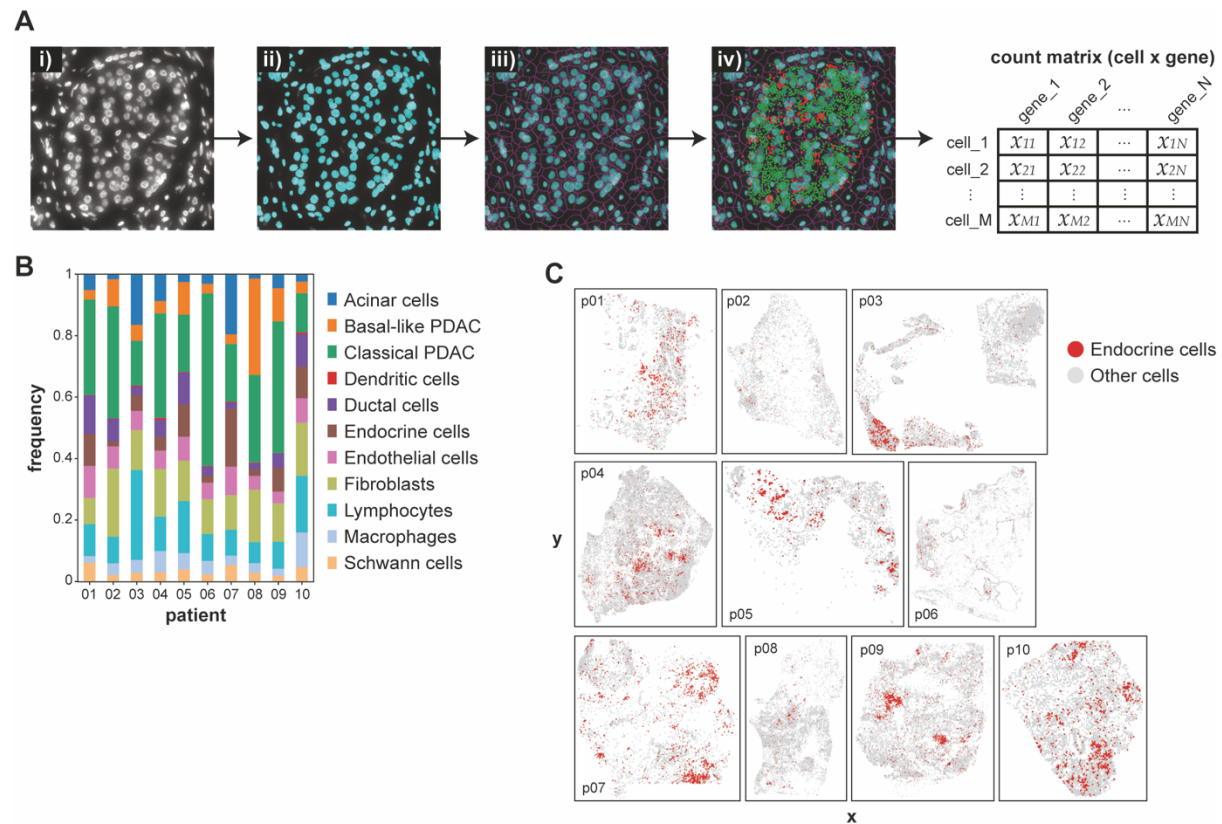 A
i)
ii)
iii)
iv)
count matrix (cell x gene)
gene_1 gene_2 ... gene_N
cell_1 x11 x12 ... x1N
cell_2 x21 x22 ... x2N
⋮ ⋮ ⋮ ⋮ ⋮
cell_M xM1 xM2 ... xMN
B
frequency
1
0.8
0.6
0.4
0.2
0
01 02 03 04 05 06 07 08 09 10
patient
Acinar cells
Basal-like PDAC
Classical PDAC
Dendritic cells
Ductal cells
Endocrine cells
Endothelial cells
Fibroblasts
Lymphocytes
Macrophages
Schwann cells
C
p01
p02
p03
Endocrine cells
Other cells
p04
p05
p06
y
p07
p08
p09
p10
x